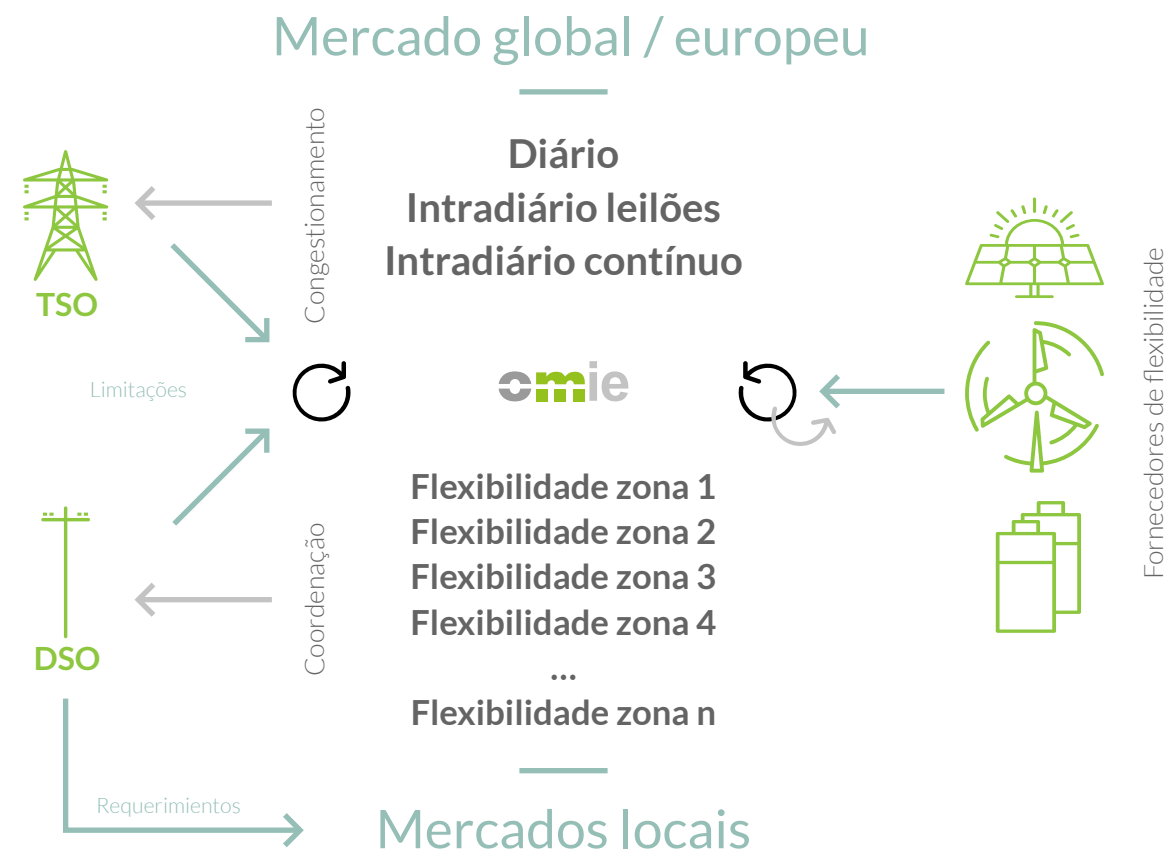 Mercado global / europeu
Congestionamento
Diário
Intradiário leilões
Intradiário contínuo
TSO
Limitações
omie
Fornecedores de flexibilidade
Flexibilidade zona 1
Flexibilidade zona 2
Flexibilidade zona 3
Flexibilidade zona 4
...
Flexibilidade zona n
Coordenação
DSO
Requerimientos
Mercados locais